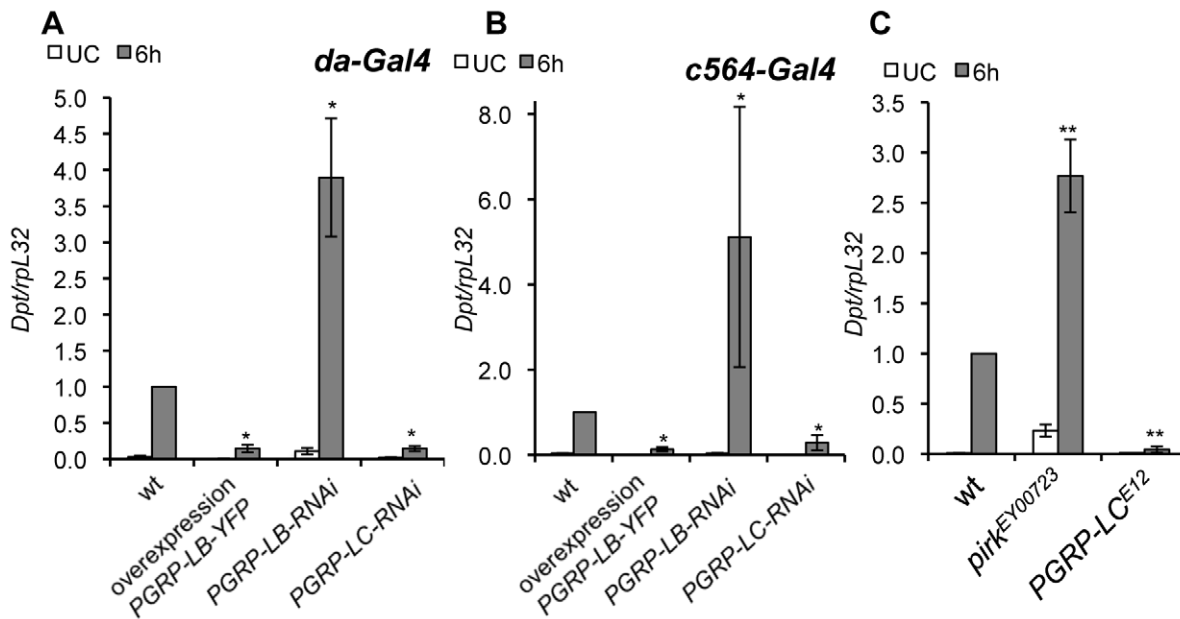 A
UC 6h
da-Gal4
Dpt/rpL32
5.0
4.5
4.0
3.5
3.0
2.5
2.0
1.5
1.0
0.5
0.0
*
*
*
wt
overexpression
PGRP-LB-YFP
PGRP-LB-RNAi
PGRP-LC-RNAi
B
UC 6h
c564-Gal4
Dpt/rpL32
8.0
6.0
4.0
2.0
0.0
*
*
*
wt
overexpression
PGRP-LB-YFP
PGRP-LB-RNAi
PGRP-LC-RNAi
C
UC 6h
Dpt/rpL32
3.5
3.0
2.5
2.0
1.5
1.0
0.5
0.0
**
**
wt
pirkEY00723
PGRP-LCE12